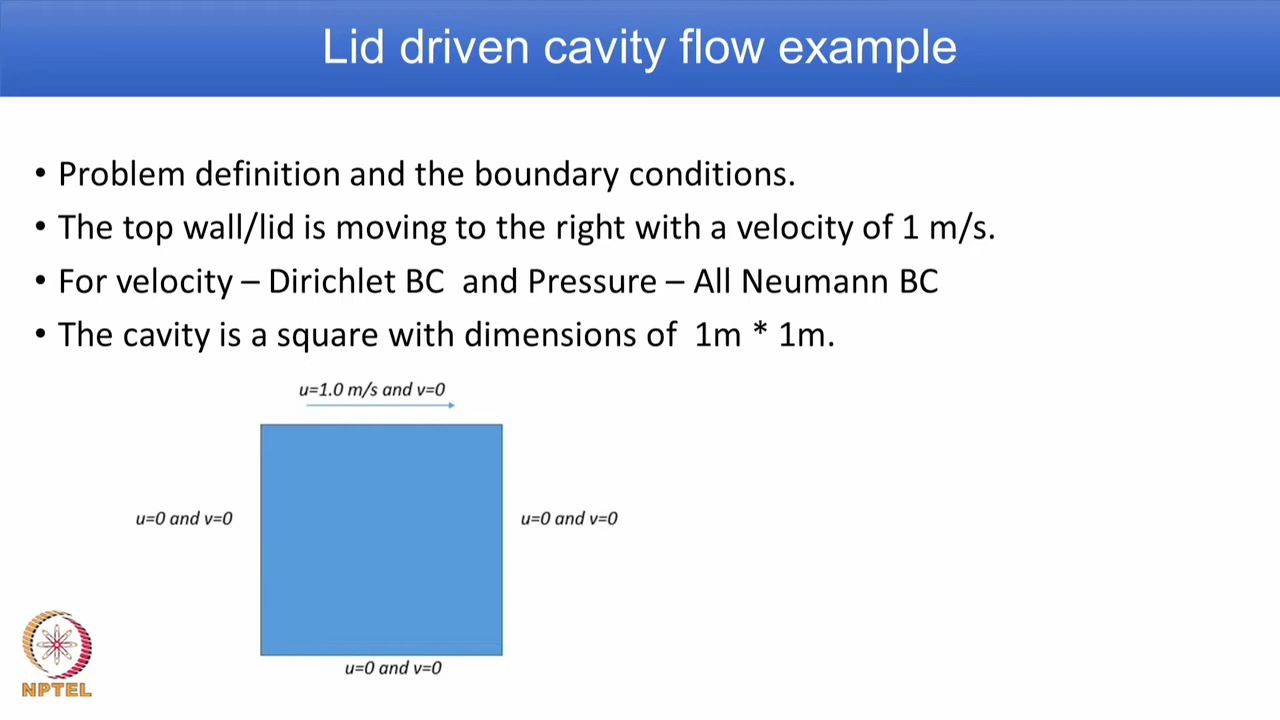 Lid driven cavity flow example
• Problem definition and the boundary conditions.
• The top wall/lid is moving to the right with a velocity of 1 m/s.
• For velocity – Dirichlet BC  and Pressure – All Neumann BC
• The cavity is a square with dimensions of  1m * 1m.
u=1.0 m/s and v=0
u=0 and v=0
u=0 and v=0
u=0 and v=0
NPTEL